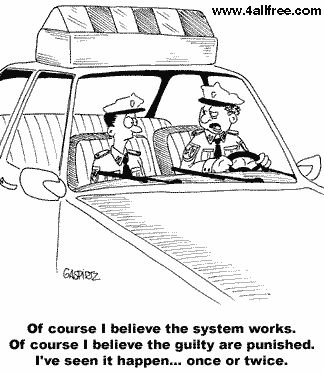 www.4allfree.com
GASPIRTZ
Of course I believe the system works.
Of course I believe the guilty are punished.
I've seen it happen... once or twice.